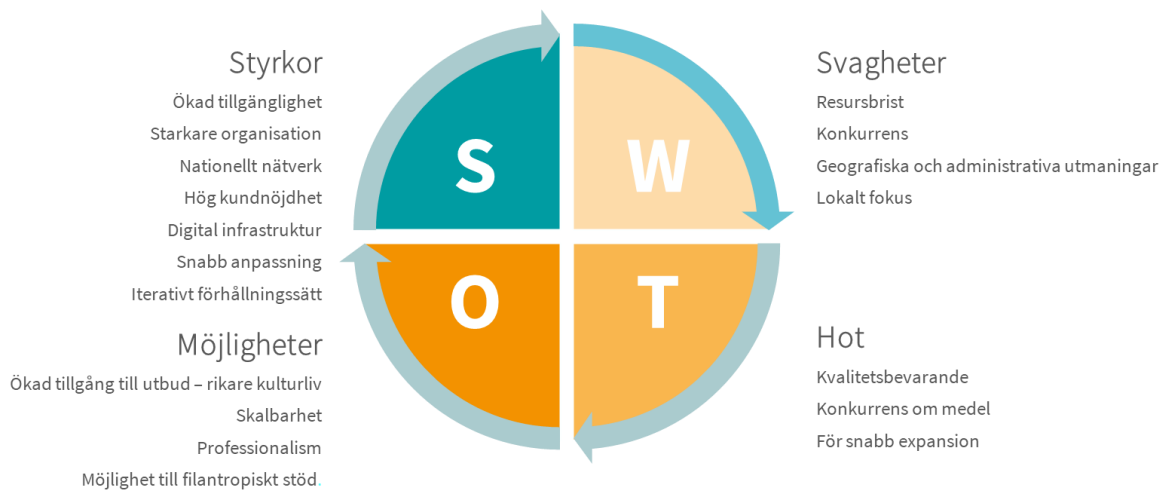 Styrkor
Ökad tillgänglighet
Starkare organisation
Nationellt nätverk
Hög kundnöjdhet
Digital infrastruktur
Snabb anpassning
Iterativt förhållningssätt
S
W
Svagheter
Resursbrist
Konkurrens
Geografiska och administrativa utmaningar
Lokalt fokus
Möjligheter
Ökad tillgång till utbud – rikare kulturliv
Skalbarhet
Professionalism
Möjlighet till filantropiskt stöd.
O
T
Hot
Kvalitetsbevarande
Konkurrens om medel
För snabb expansion